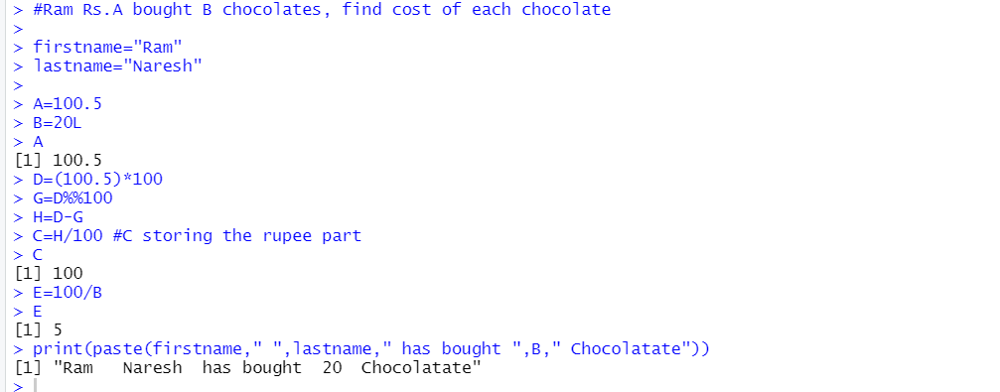 > #Ram Rs.A bought B chocolates, find cost of each chocolate
>
> firstname="Ram"
> lastname="Naresh"
>
> A=100.5
> B=20L
> A
[1] 100.5
> D=(100.5)*100
> G=D%%100
> H=D-G
> C=H/100 #C storing the rupee part
> C
[1] 100
> E=100/B
> E
[1] 5
> print(paste(firstname," ",lastname," has bought ",B," Chocolatate"))
[1] "Ram   Naresh  has bought  20  Chocolatate"
>